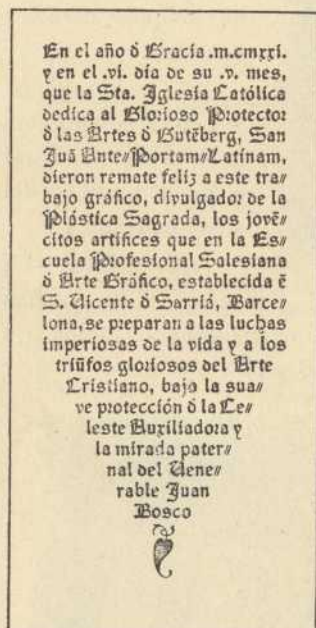 En el año ð Gracia .m.cmxxi.
y en el .vi. día de su .v. mes,
que la Sta. Iglesia Católica
dedica al Glorioso Protector
ð las Artes ð Gutēberg, San
Juā Ante⸗Portam⸗Latinam,
dieron remate feliz a este tra⸗
bajo gráfico, divulgador de la
Plástica Sagrada, los jovē⸗
citos artífices que en la Es⸗
cuela Profesional Salesiana
ð Arte Gráfico, establecida ē
S. Vicente ð Sarriá, Barce⸗
lona, se preparan a las luchas
imperiosas de la vida y a los
triūfos gloriosos del Arte
Cristiano, bajo la sua⸗
ve protección ð la Ce⸗
leste Auxiliadora y
la mirada pater⸗
nal del Vene⸗
rable Juan
Bosco